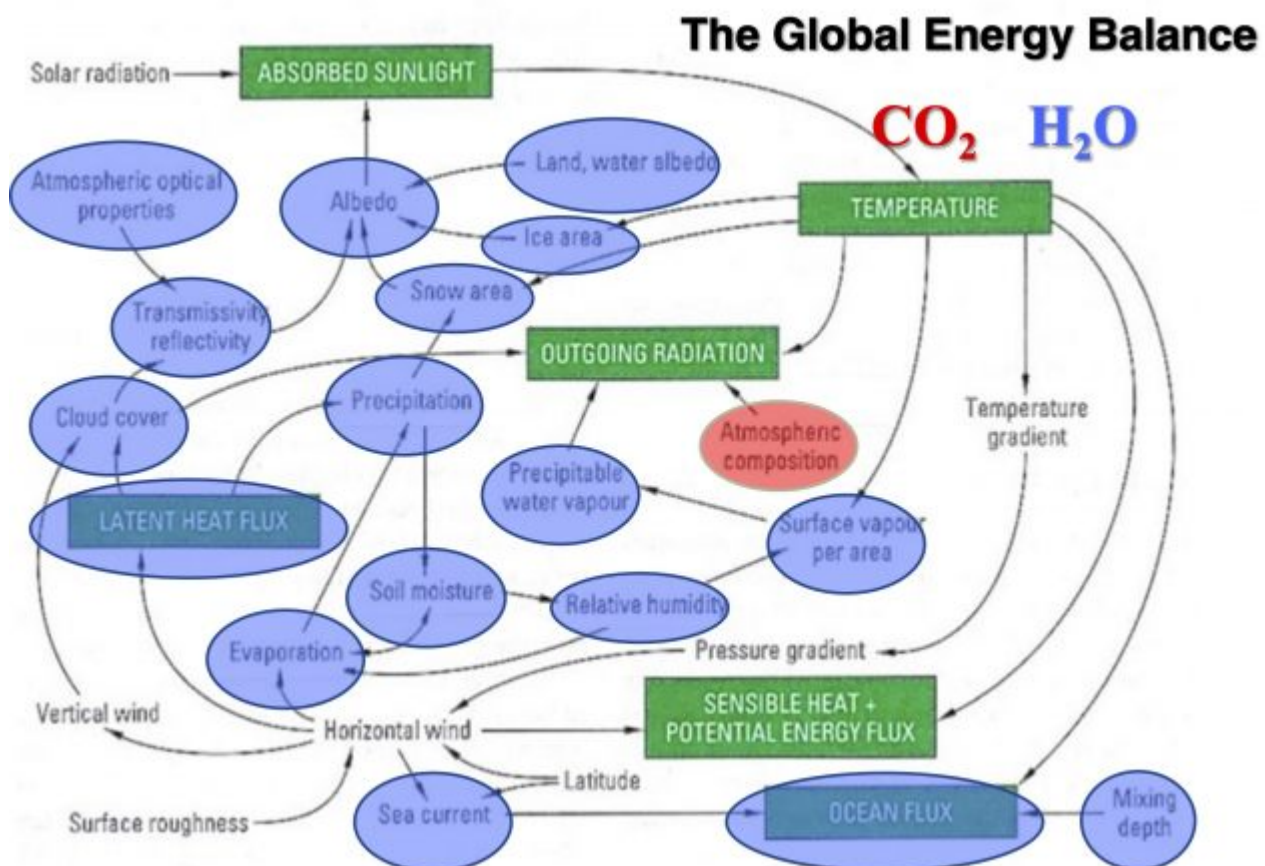 The Global Energy Balance
Solar radiation
ABSORBED SUNLIGHT
CO2 H2O
Atmospheric optical
properties
Albedo
Land, water albedo
TEMPERATURE
Ice area
Snow area
Transmissivity
reflectivity
OUTGOING RADIATION
Cloud cover
Precipitation
Temperature
gradient
Atmospheric
composition
Precipitable
water vapour
LATENT HEAT FLUX
Surface vapour
per area
Soil moisture
Relative humidity
Evaporation
Pressure gradient
SENSIBLE HEAT +
POTENTIAL ENERGY FLUX
Vertical wind
Horizontal wind
Latitude
Surface roughness
Sea current
OCEAN FLUX
Mixing
depth